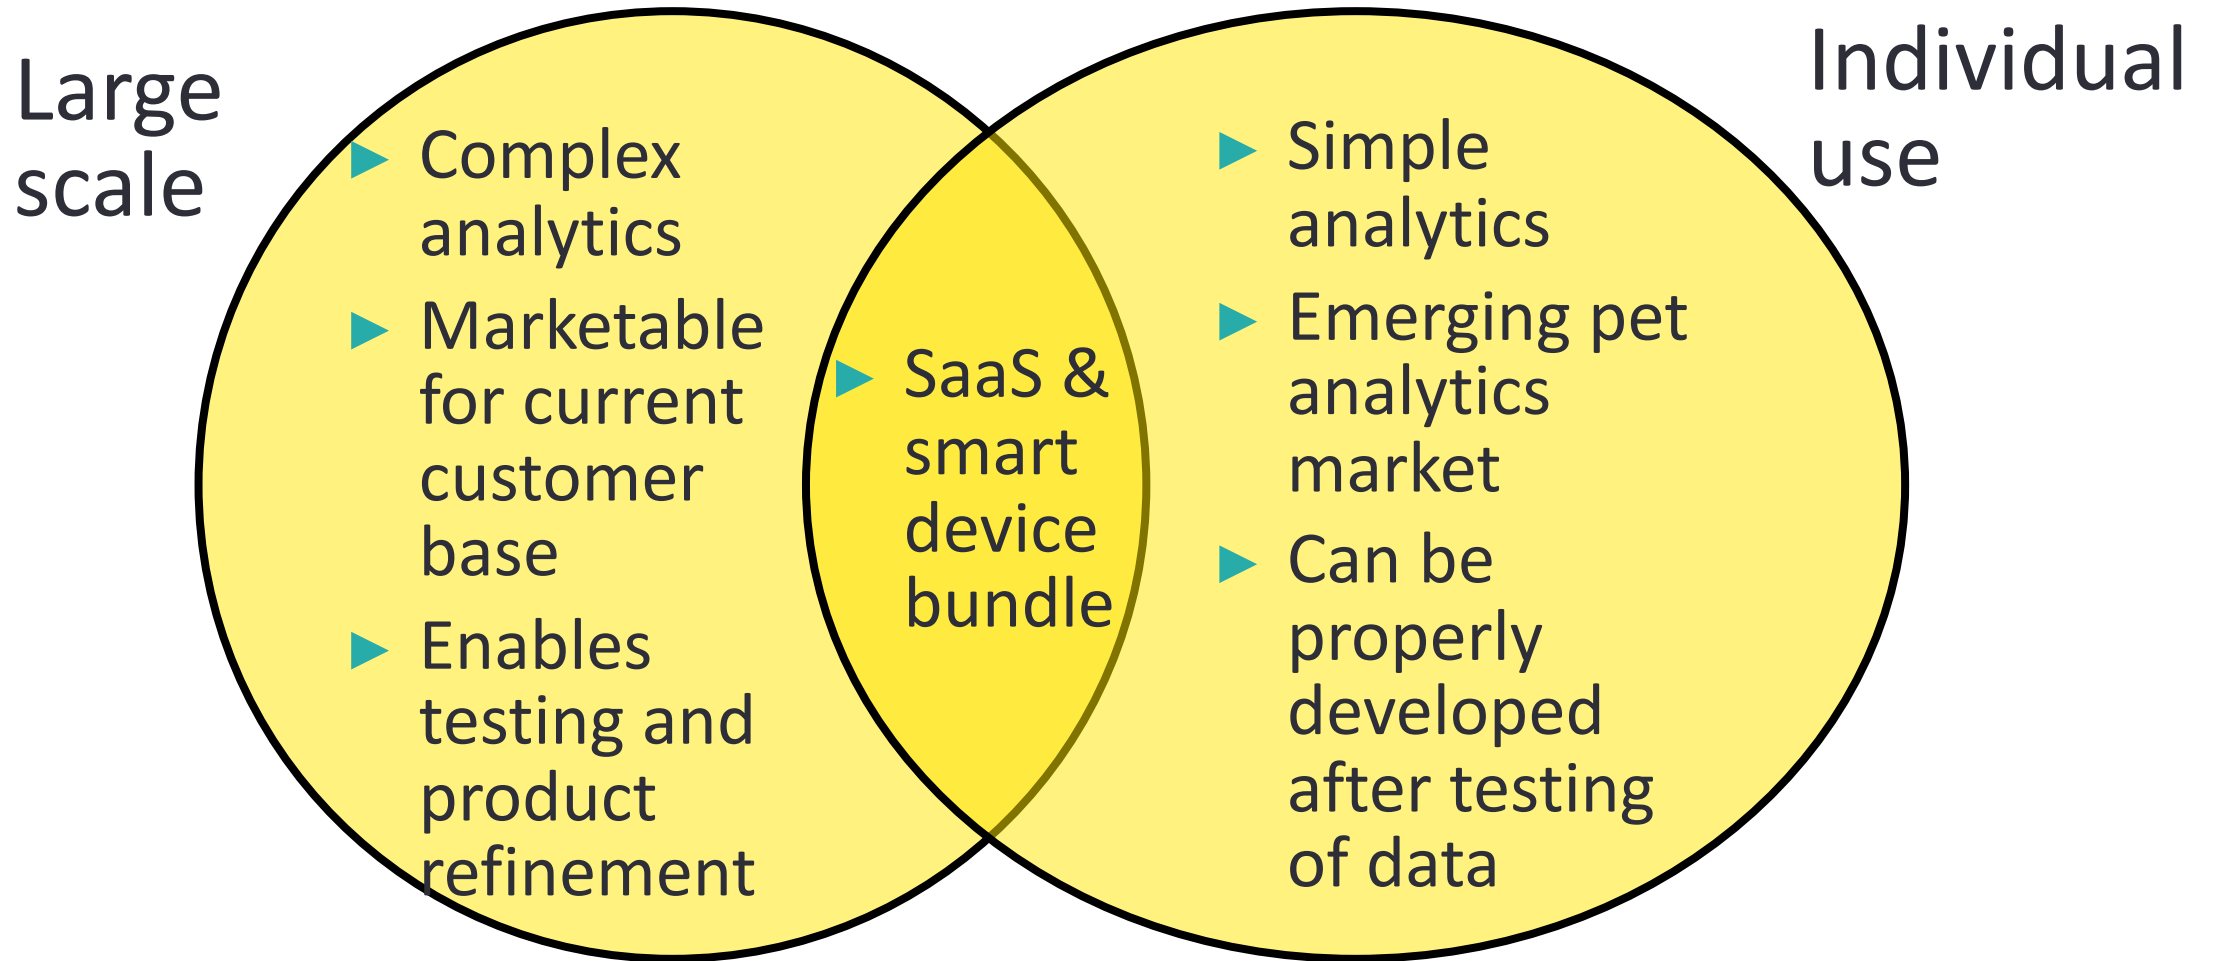 Large
scale
► Complex
analytics
► Marketable
for current
customer
base
► Enables
testing and
product
refinement
► SaaS &
smart
device
bundle
Individual
use
► Simple
analytics
► Emerging pet
analytics
market
► Can be
properly
developed
after testing
of data